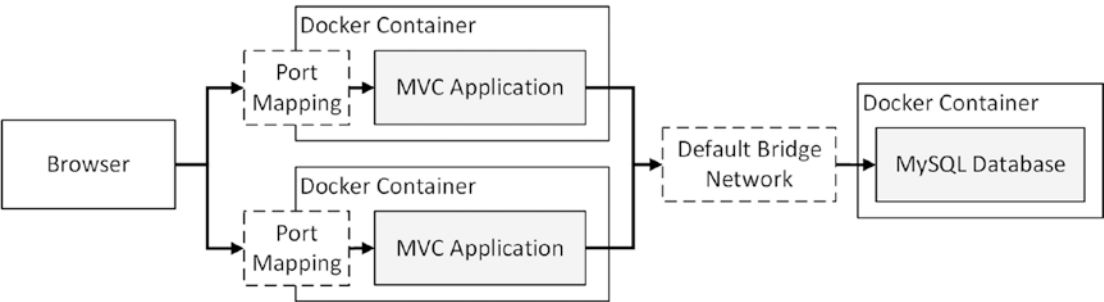 Browser
Docker Container
Port
Mapping
MVC Application
Docker Container
Port
Mapping
MVC Application
Default Bridge
Network
Docker Container
MySQL Database